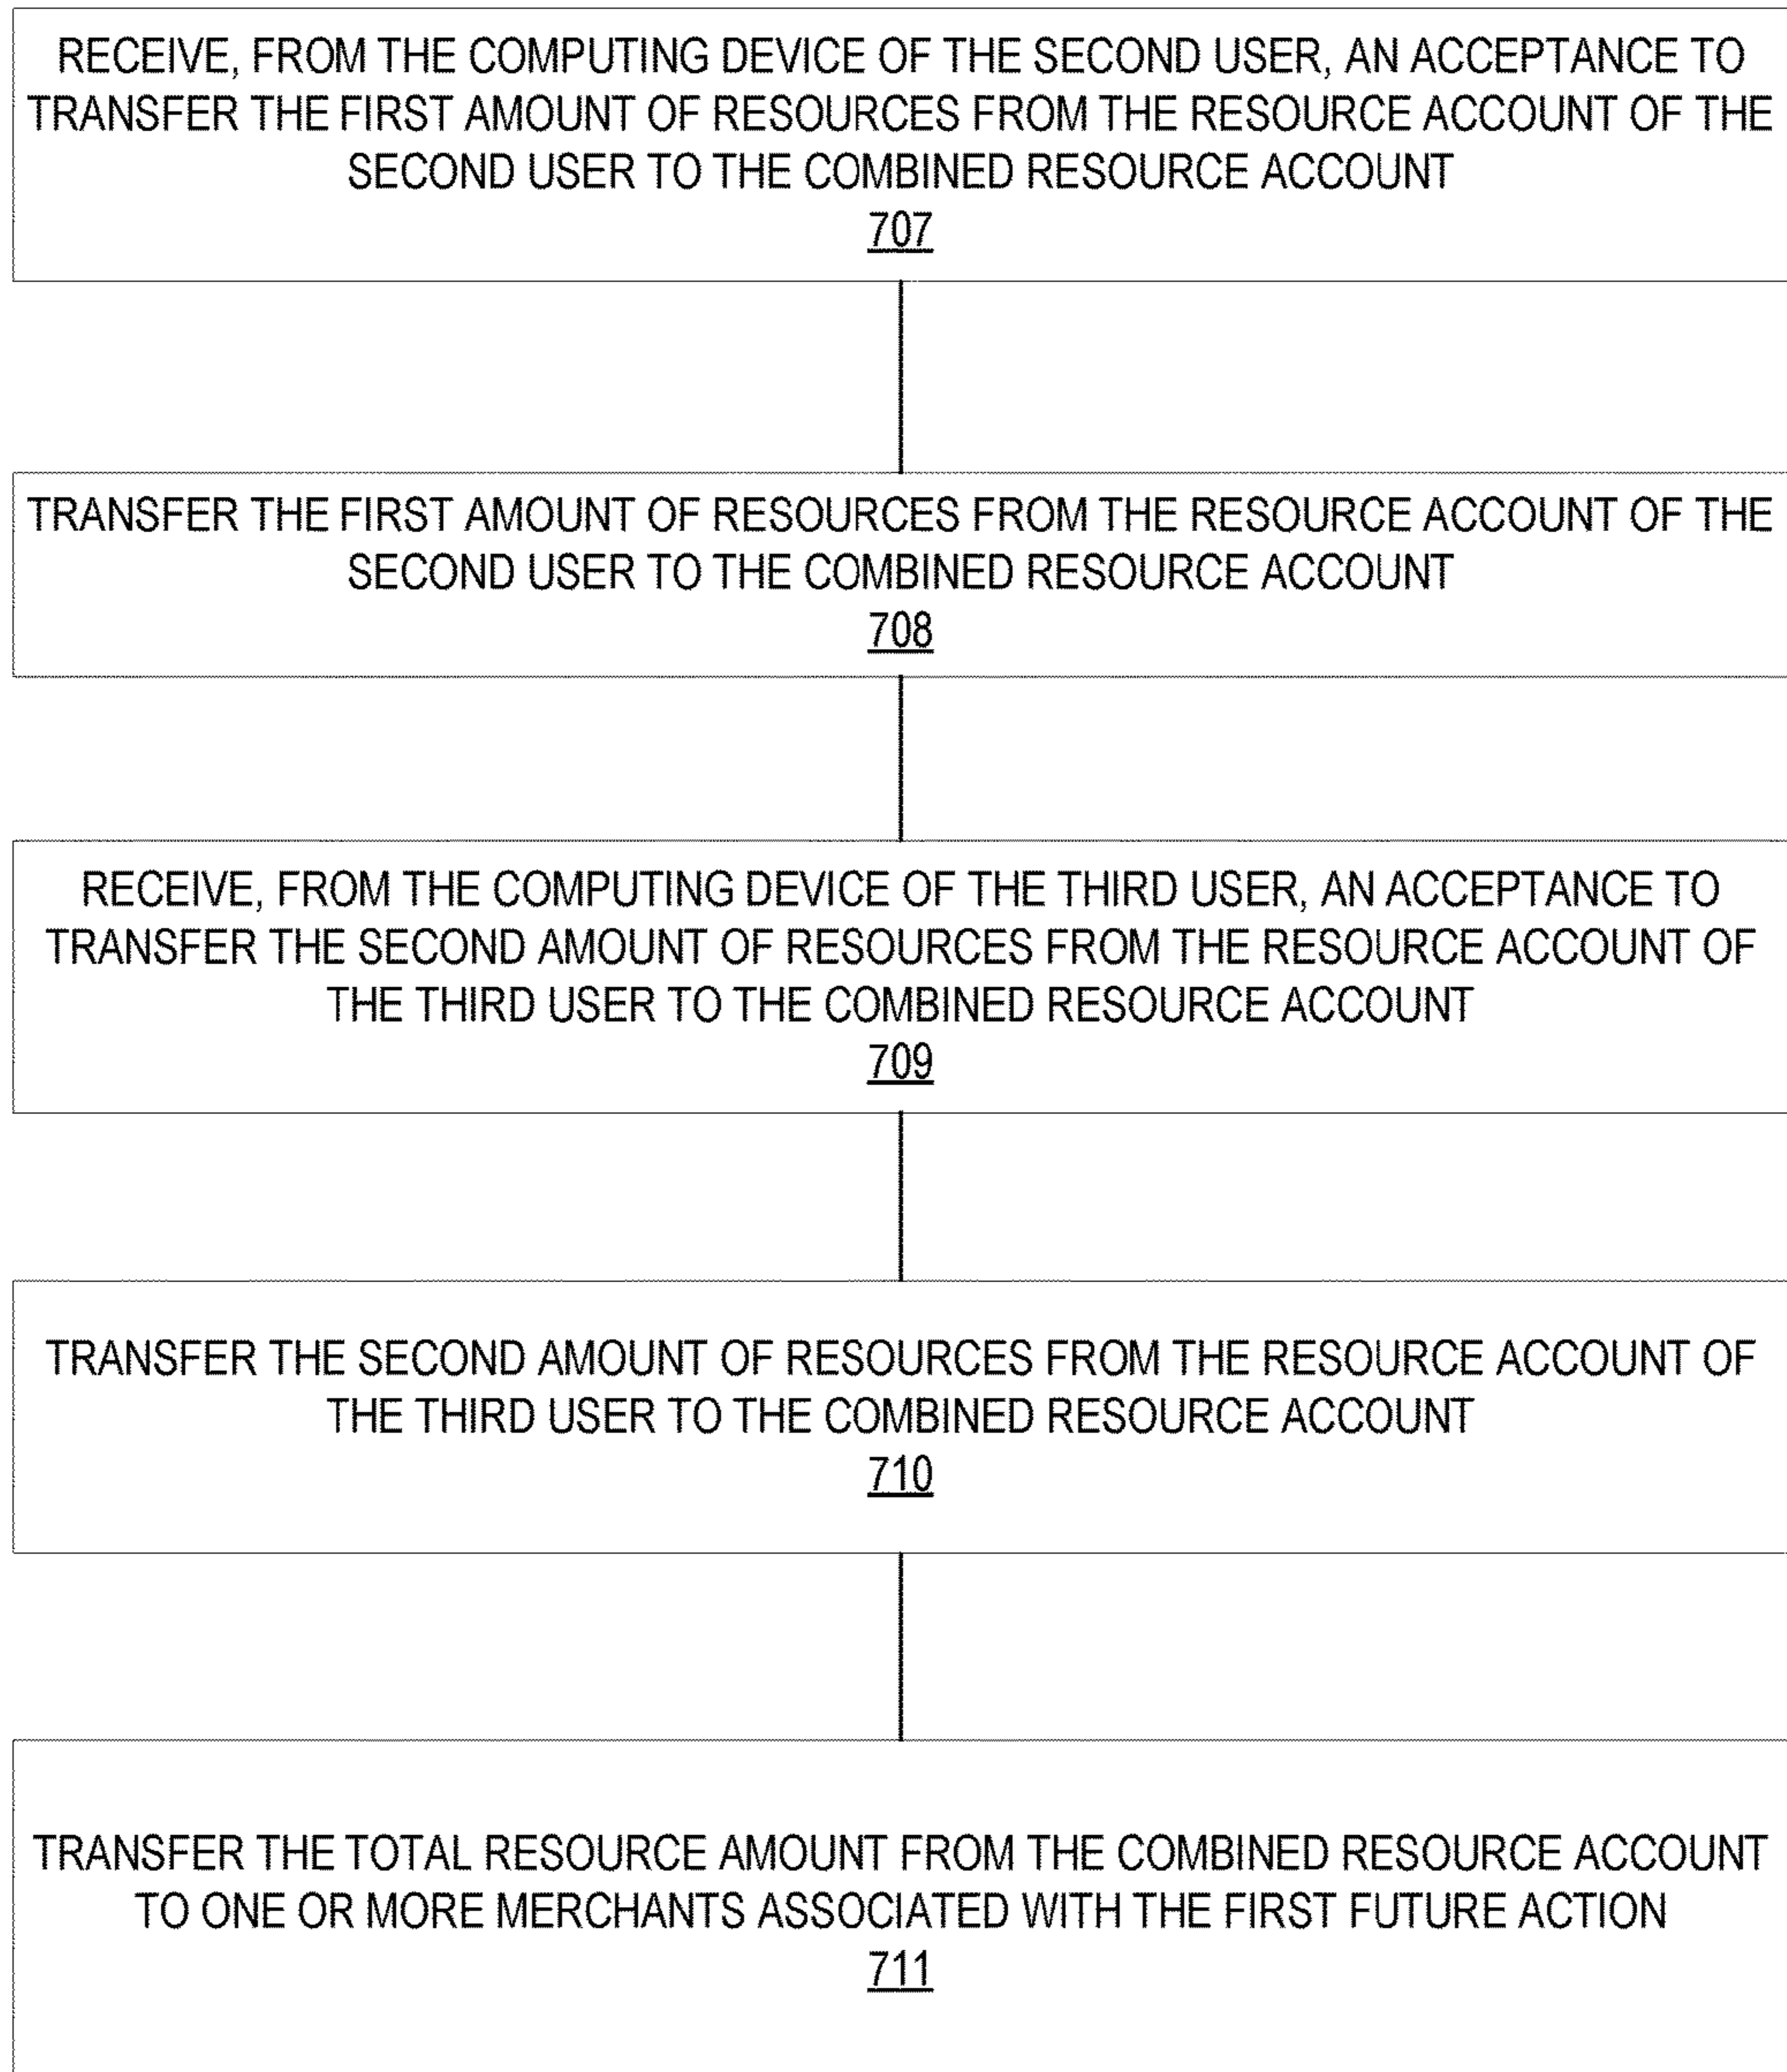 RECEIVE, FROM THE COMPUTING DEVICE OF THE SECOND USER, AN ACCEPTANCE TO
TRANSFER THE FIRST AMOUNT OF RESOURCES FROM THE RESOURCE ACCOUNT OF THE
SECOND USER TO THE COMBINED RESOURCE ACCOUNT
707
TRANSFER THE FIRST AMOUNT OF RESOURCES FROM THE RESOURCE ACCOUNT OF THE
SECOND USER TO THE COMBINED RESOURCE ACCOUNT
708
RECEIVE, FROM THE COMPUTING DEVICE OF THE THIRD USER, AN ACCEPTANCE TO
TRANSFER THE SECOND AMOUNT OF RESOURCES FROM THE RESOURCE ACCOUNT OF
THE THIRD USER TO THE COMBINED RESOURCE ACCOUNT
709
TRANSFER THE SECOND AMOUNT OF RESOURCES FROM THE RESOURCE ACCOUNT OF
THE THIRD USER TO THE COMBINED RESOURCE ACCOUNT
710
TRANSFER THE TOTAL RESOURCE AMOUNT FROM THE COMBINED RESOURCE ACCOUNT
TO ONE OR MORE MERCHANTS ASSOCIATED WITH THE FIRST FUTURE ACTION
711